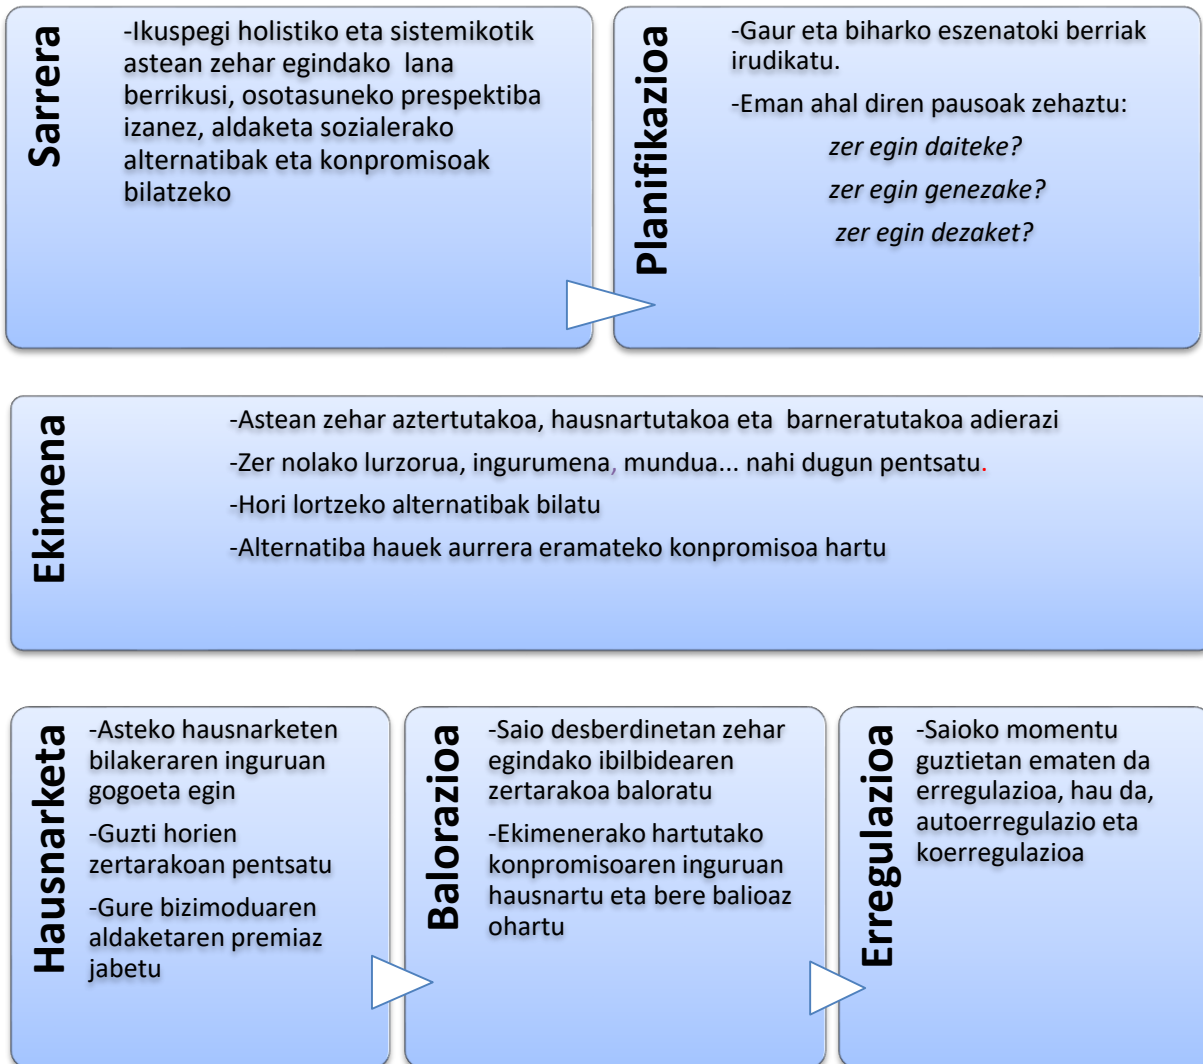 Sarrera
-Ikuspegi holistiko eta sistemikotik
astean zehar egindako lana
berrikusi, osotasuneko prespektiba
izanez, aldaketa sozialerako
alternatibak eta konpromisoak
bilatzeko
Planifikazioa
-Gaur eta biharko eszenatoki berriak
irudikatu.
-Eman ahal diren pausoak zehaztu:
zer egin daiteke?
zer egin genezake?
zer egin dezaket?
Ekimena
-Astean zehar aztertutakoa, hausnartutakoa eta barneratutakoa adierazi
-Zer nolako lurzorua, ingurumena, mundua... nahi dugun pentsatu.
-Hori lortzeko alternatibak bilatu
-Alternatiba hauek aurrera eramateko konpromisoa hartu
Hausnarketa
-Asteko hausnarketen
bilakeraren inguruan
gogoeta egin
-Guzti horien
zertarakoan pentsatu
-Gure bizimoduaren
aldaketaren premiaz
jabetu
Balorazioa
-Saio desberdinetan zehar
egindako ibilbidearen
zertarakoa baloratu
-Ekimenerako hartutako
konpromisoaren inguruan
hausnartu eta bere balioaz
ohartu
Erregulazioa
-Saioko momentu
guztietan ematen da
erregulazioa, hau da,
autoerregulazio eta
koerregulazioa